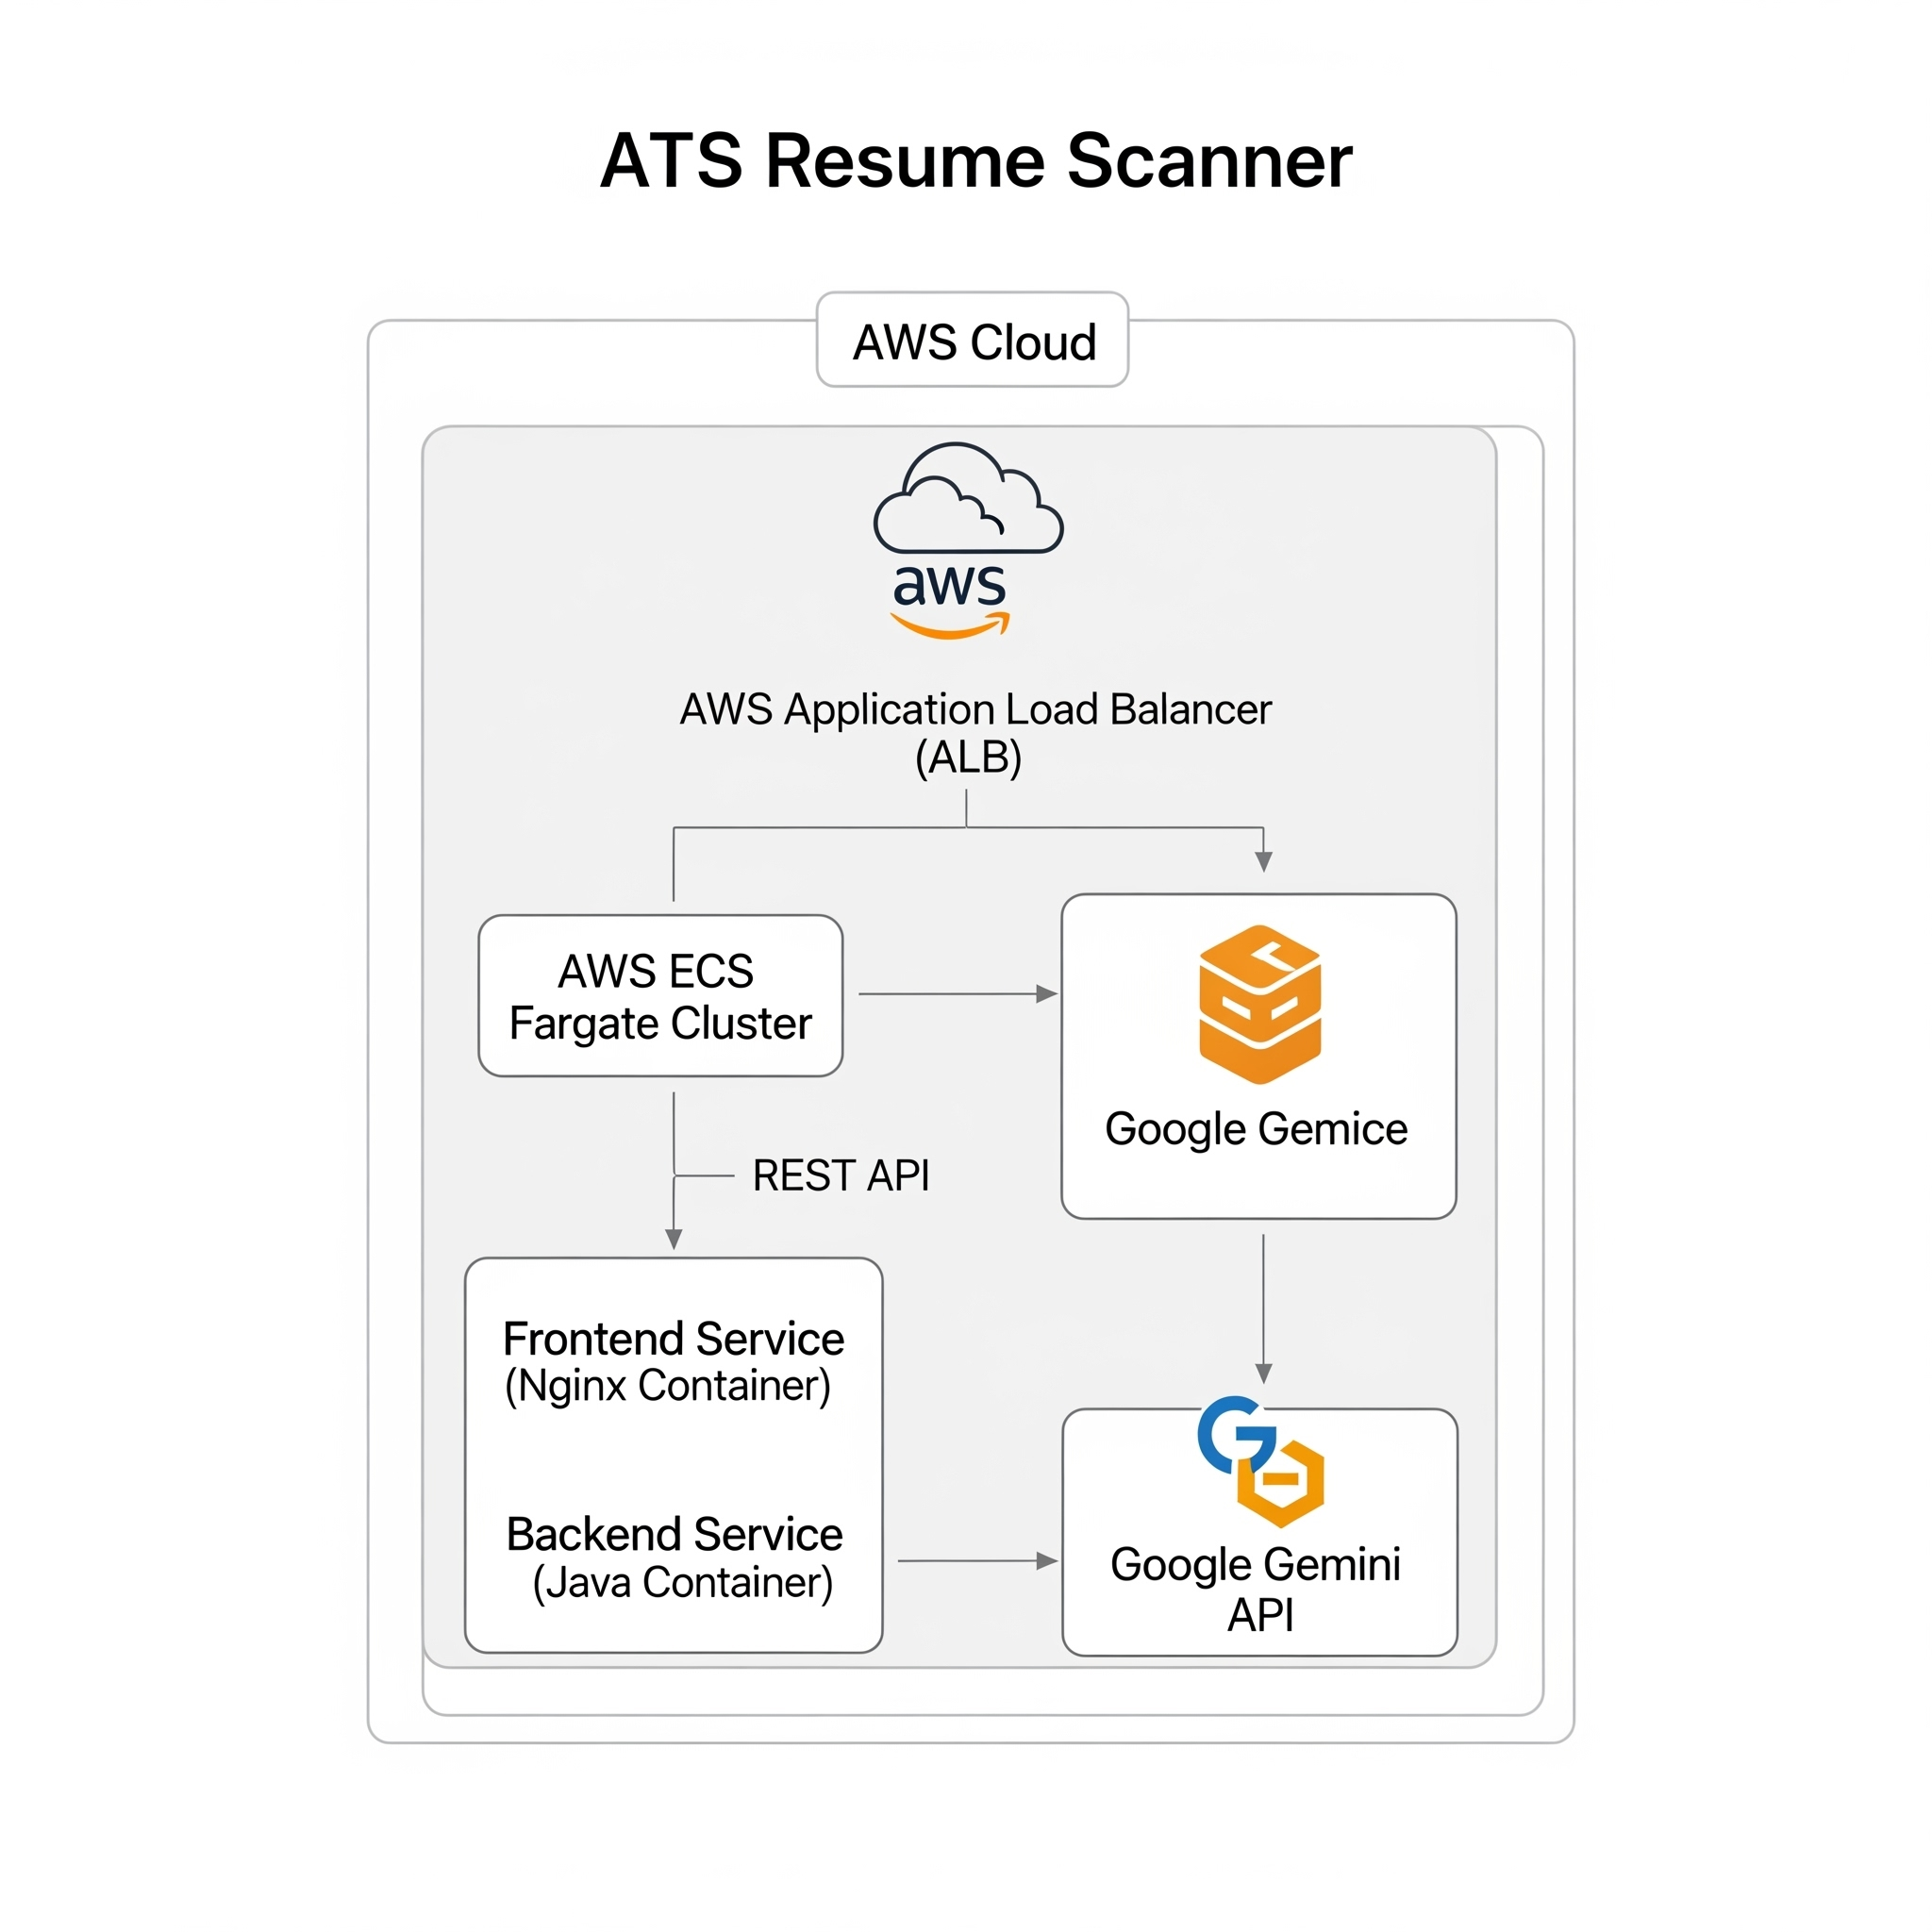 ATS Resume Scanner
AWS Cloud
aws
AWS Application Load Balancer
(ALB)
AWS ECS
Fargate Cluster
Google Gemice
REST API
Frontend Service
(Nginx Container)
Backend Service
(Java Container)
Google Gemini
API